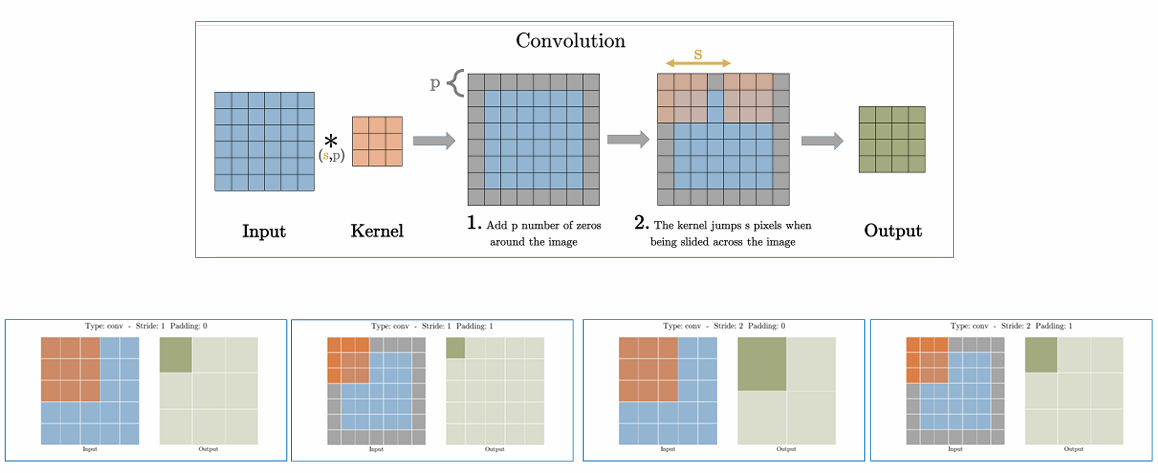 Convolution
s
p
*
(s,p)
1. Add p number of zeros
around the image
2. The kernel jumps s pixels when
being slided across the image
Input
Kernel
Output
Type: conv - Stride: 1 Padding: 0
Input
Output
Type: conv - Stride: 1 Padding: 1
Input
Output
Type: conv - Stride: 2 Padding: 0
Input
Output
Type: conv - Stride: 2 Padding: 1
Input
Output